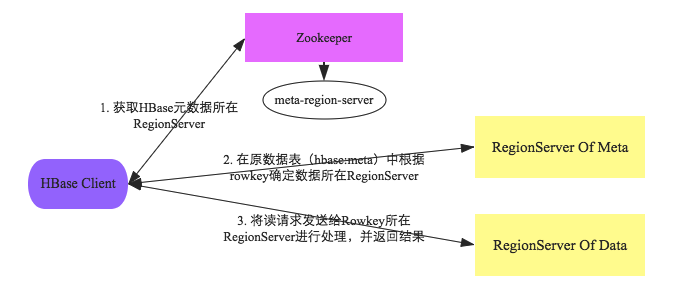 Zookeeper
meta-region-server
1. 获取HBase元数据所在
RegionServer
HBase Client
2. 在原数据表（hbase:meta）中根据
rowkey确定数据所在RegionServer
RegionServer Of Meta
3. 将读请求发送给Rowkey所在
RegionServer进行处理，并返回结果
RegionServer Of Data